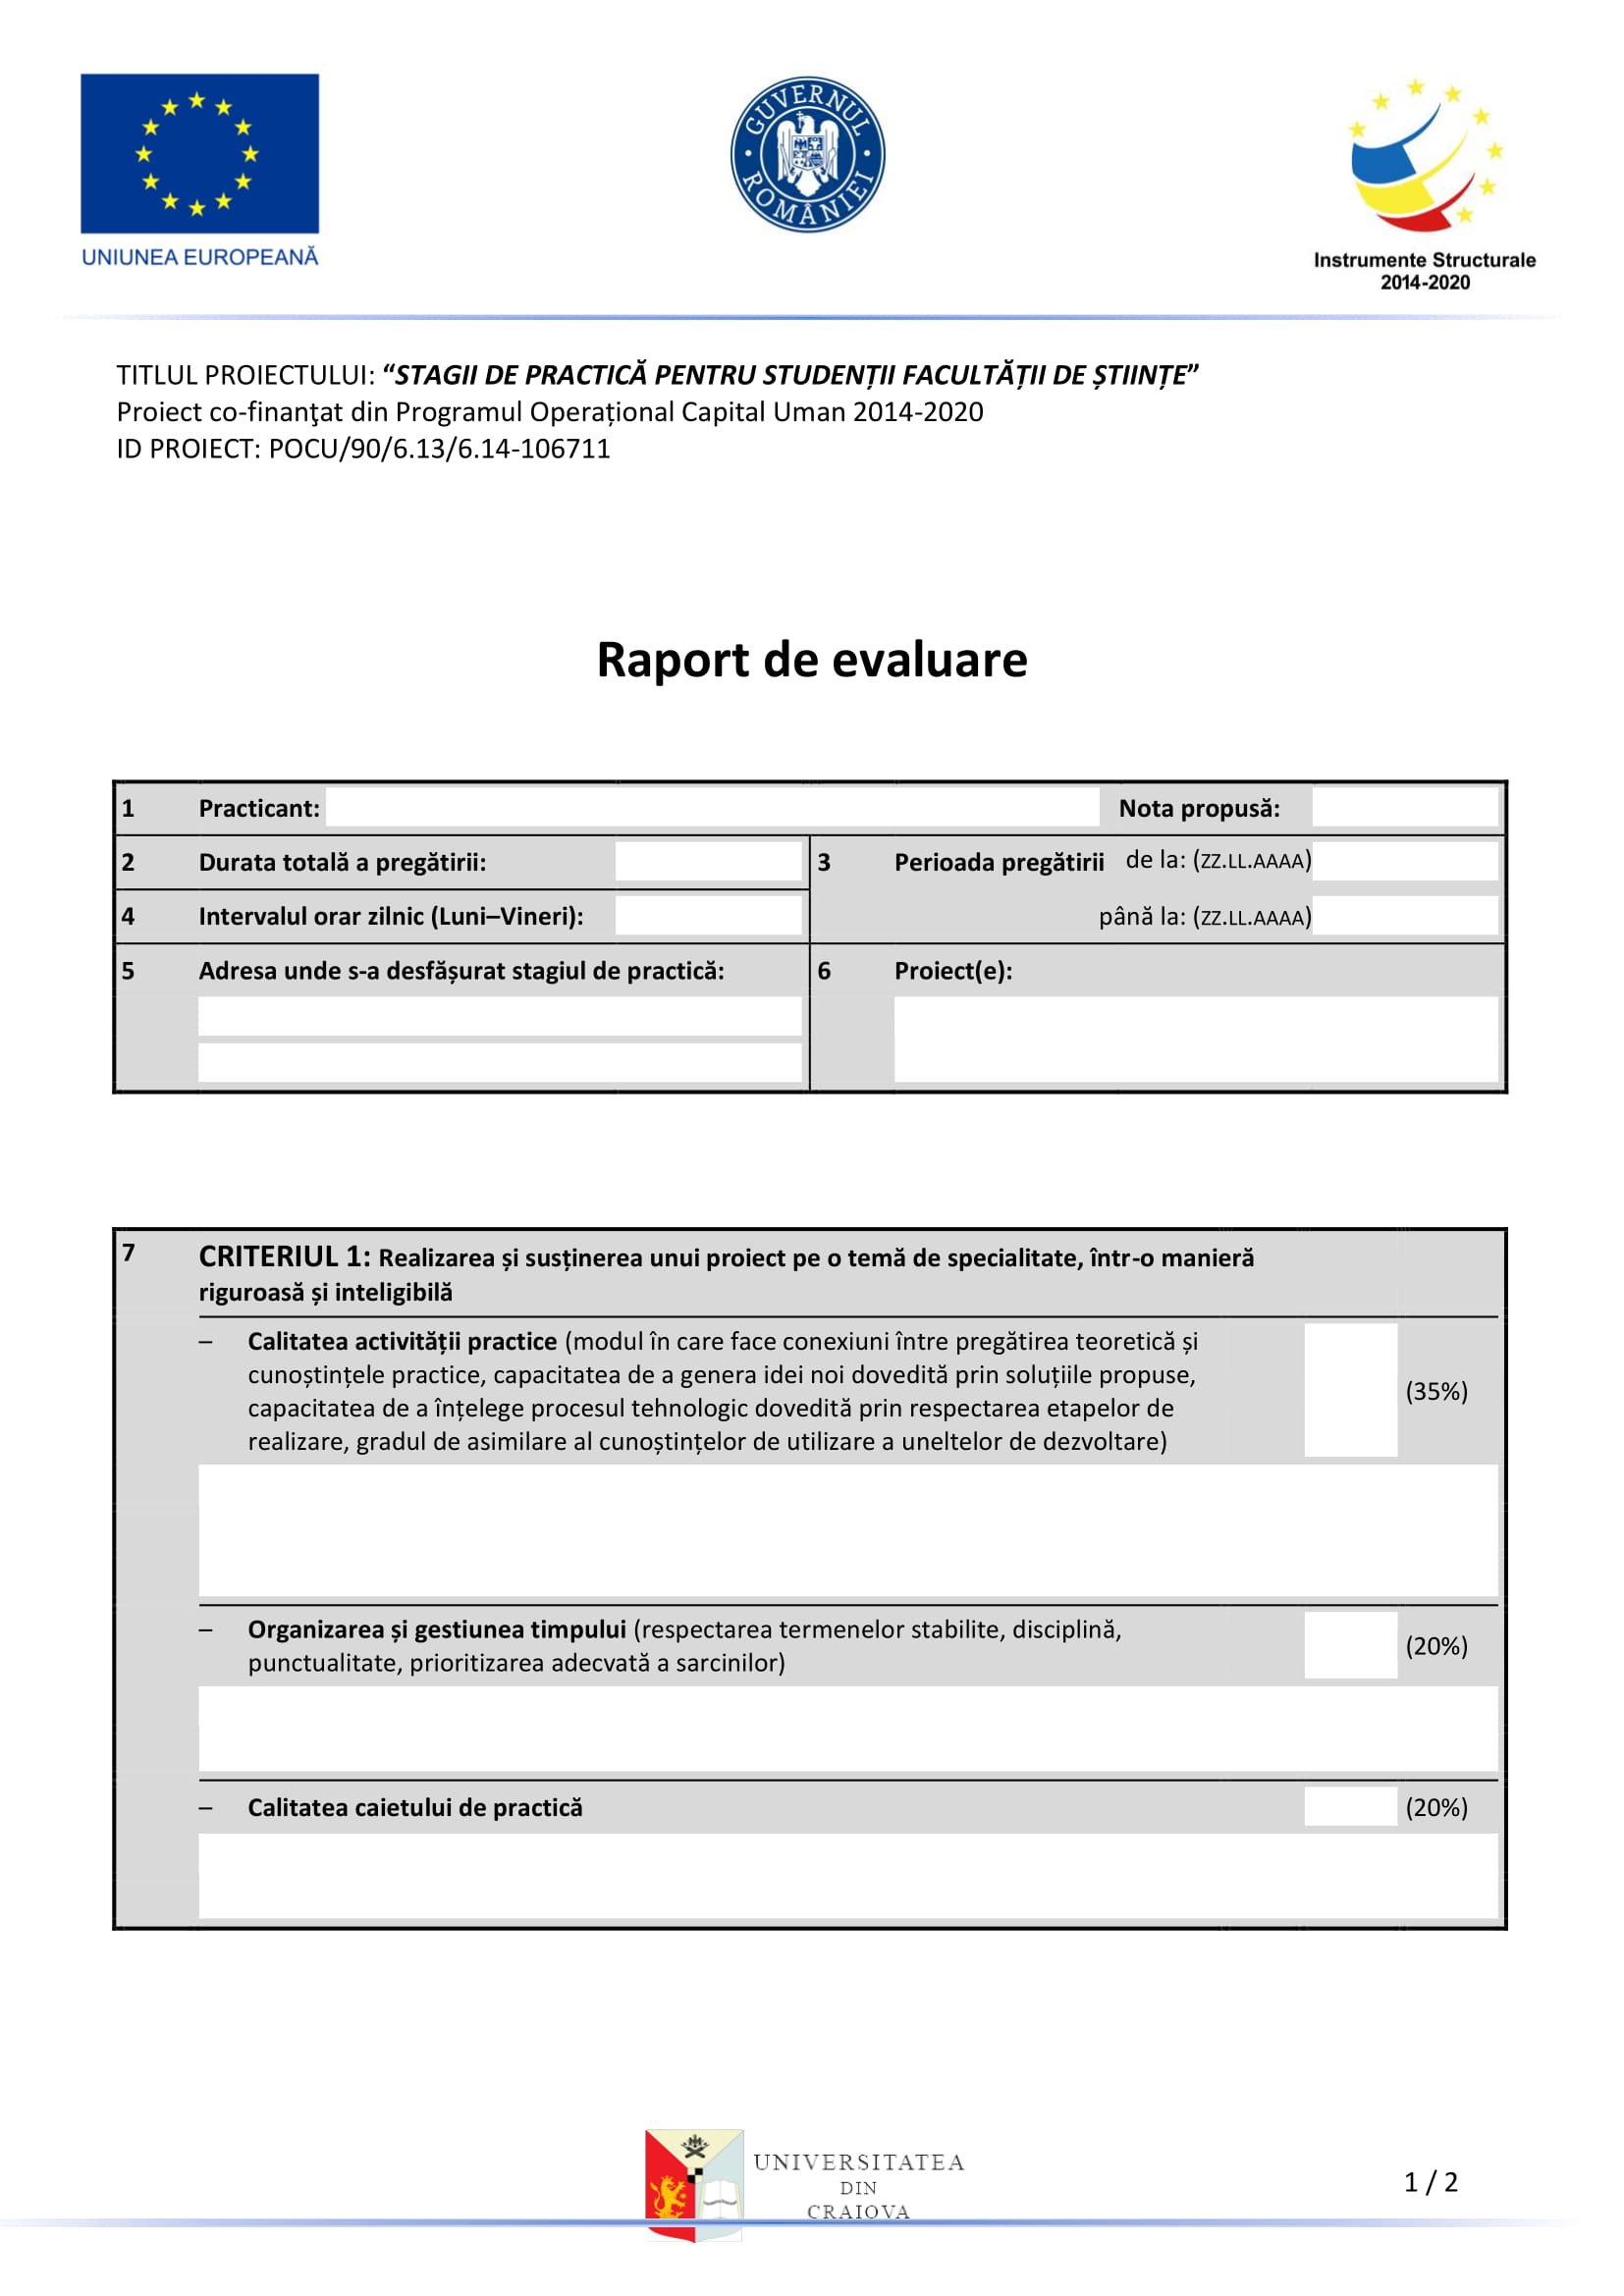 UNIUNEA EUROPEANĂ
GUVERNUL ROMÂNIEI
Instrumente Structurale
2014-2020
TITLUL PROIECTULUI: “STAGII DE PRACTICĂ PENTRU STUDENȚII FACULTĂȚII DE ȘTIINȚE”
Proiect co-finanţat din Programul Operațional Capital Uman 2014-2020
ID PROIECT: POCU/90/6.13/6.14-106711
Raport de evaluare
1 Practicant: Nota propusă:
2 Durata totală a pregătirii: 3 Perioada pregătirii de la: (ZZ.LL.AAAA)
4 Intervalul orar zilnic (Luni–Vineri): până la: (ZZ.LL.AAAA)
5 Adresa unde s-a desfășurat stagiul de practică: 6 Proiect(e):
7 CRITERIUL 1: Realizarea și susținerea unui proiect pe o temă de specialitate, într-o manieră
riguroasă și inteligibilă
– Calitatea activității practice (modul în care face conexiuni între pregătirea teoretică și
cunoștințele practice, capacitatea de a genera idei noi dovedită prin soluțiile propuse,
capacitatea de a înțelege procesul tehnologic dovedită prin respectarea etapelor de
realizare, gradul de asimilare al cunoștințelor de utilizare a uneltelor de dezvoltare)
(35%)
– Organizarea și gestiunea timpului (respectarea termenelor stabilite, disciplină,
punctualitate, prioritizarea adecvată a sarcinilor)
(20%)
– Calitatea caietului de practică (20%)
UNIVERSITATEA
DIN
CRAIOVA
1 / 2